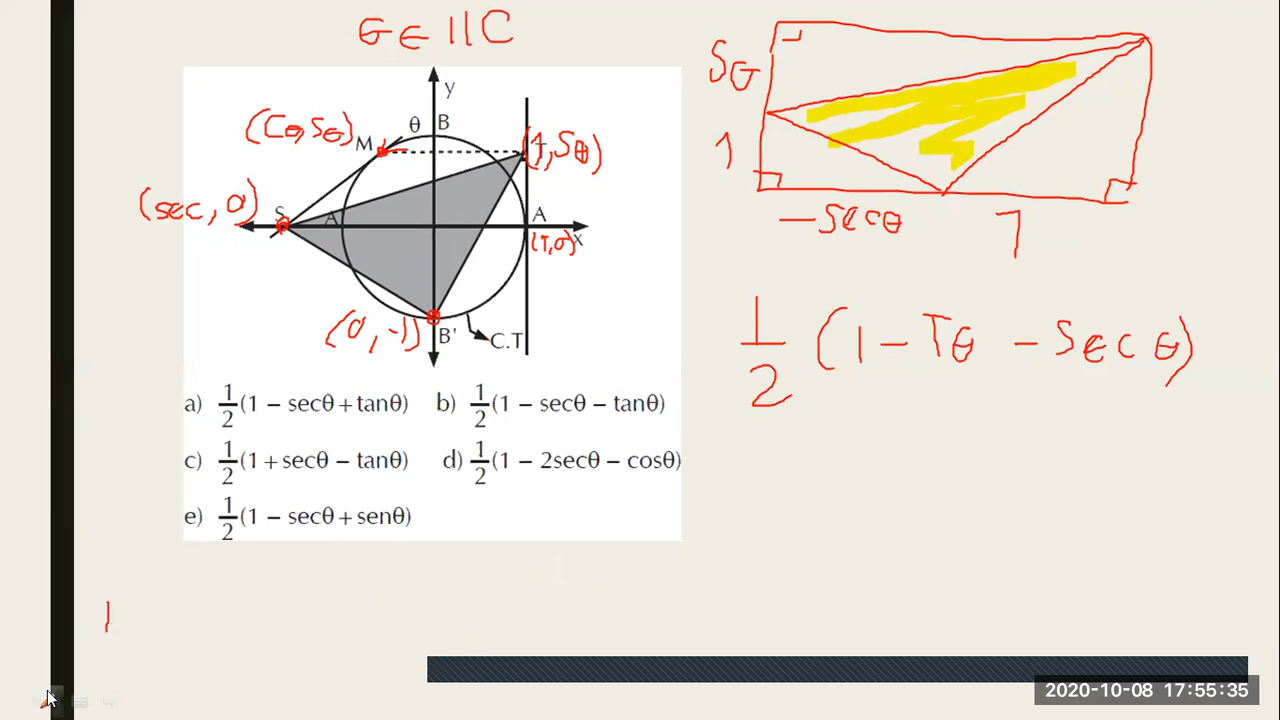 θ ∈ IIC
y
(Cθ, Sθ)
M
θ
B
(1, Sθ)
(sec, 0)
S
A'
A
(1,0)
x
(0, -1)
B'
C.T
a) 1/2(1 – secθ + tanθ) b) 1/2(1 – secθ – tanθ)
c) 1/2(1 + secθ – tanθ) d) 1/2(1 – 2secθ – cosθ)
e) 1/2(1 – secθ + senθ)
Sθ
1
-secθ
1
1/2 (1 - Tθ - Secθ)
2020-10-08 17:55:35